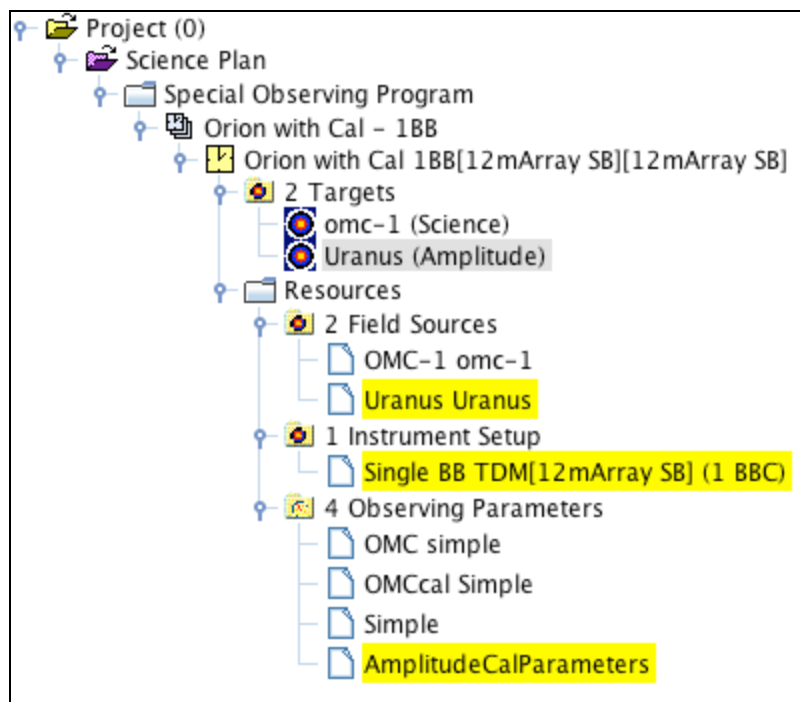 Project (0)
Science Plan
Special Observing Program
Orion with Cal - 1BB
Orion with Cal 1BB[12mArray SB][12mArray SB]
2 Targets
omc-1 (Science)
Uranus (Amplitude)
Resources
2 Field Sources
OMC-1 omc-1
Uranus Uranus
1 Instrument Setup
Single BB TDM[12mArray SB] (1 BBC)
4 Observing Parameters
OMC simple
OMCcal Simple
Simple
AmplitudeCalParameters